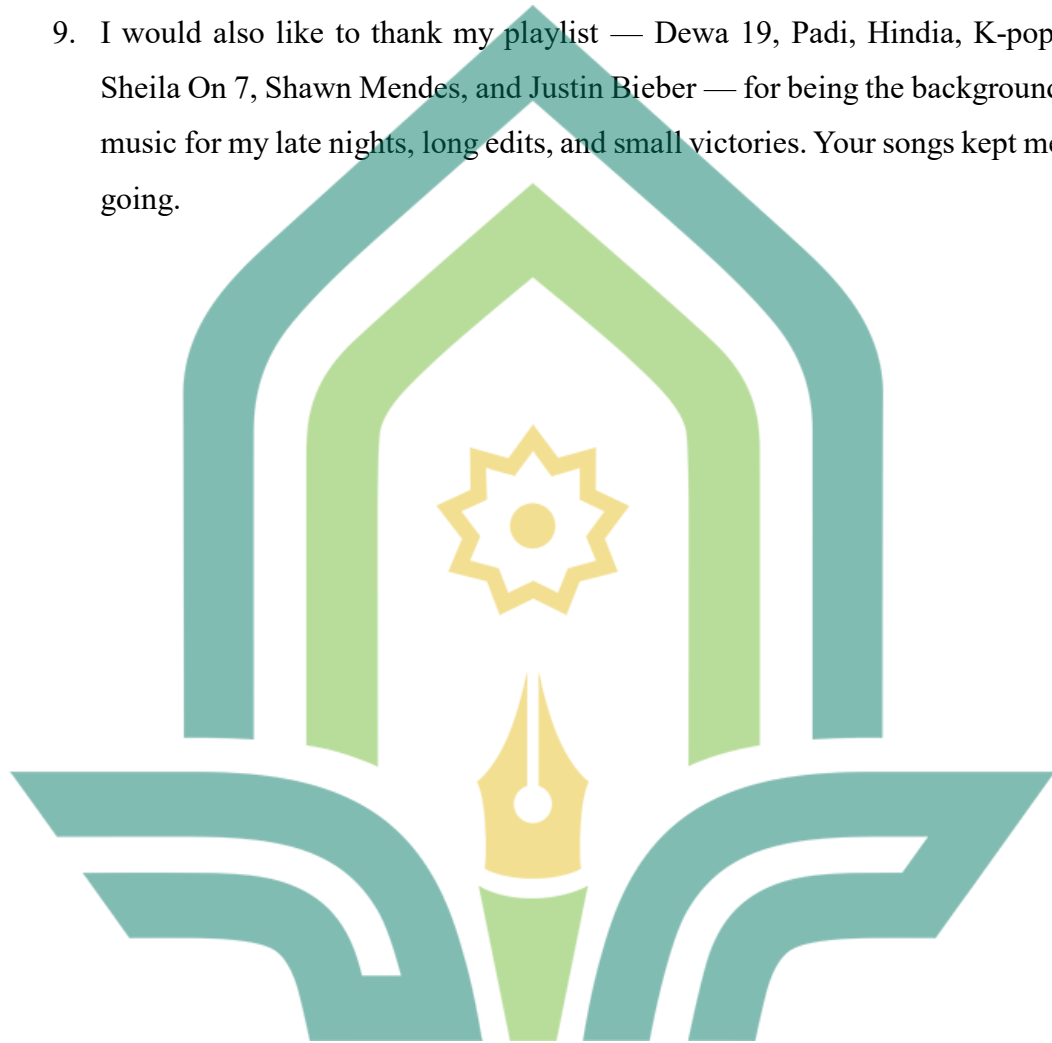 9. I would also like to thank my playlist — Dewa 19, Padi, Hindia, K-pop
Sheila On 7, Shawn Mendes, and Justin Bieber — for being the background
music for my late nights, long edits, and small victories. Your songs kept me
going.